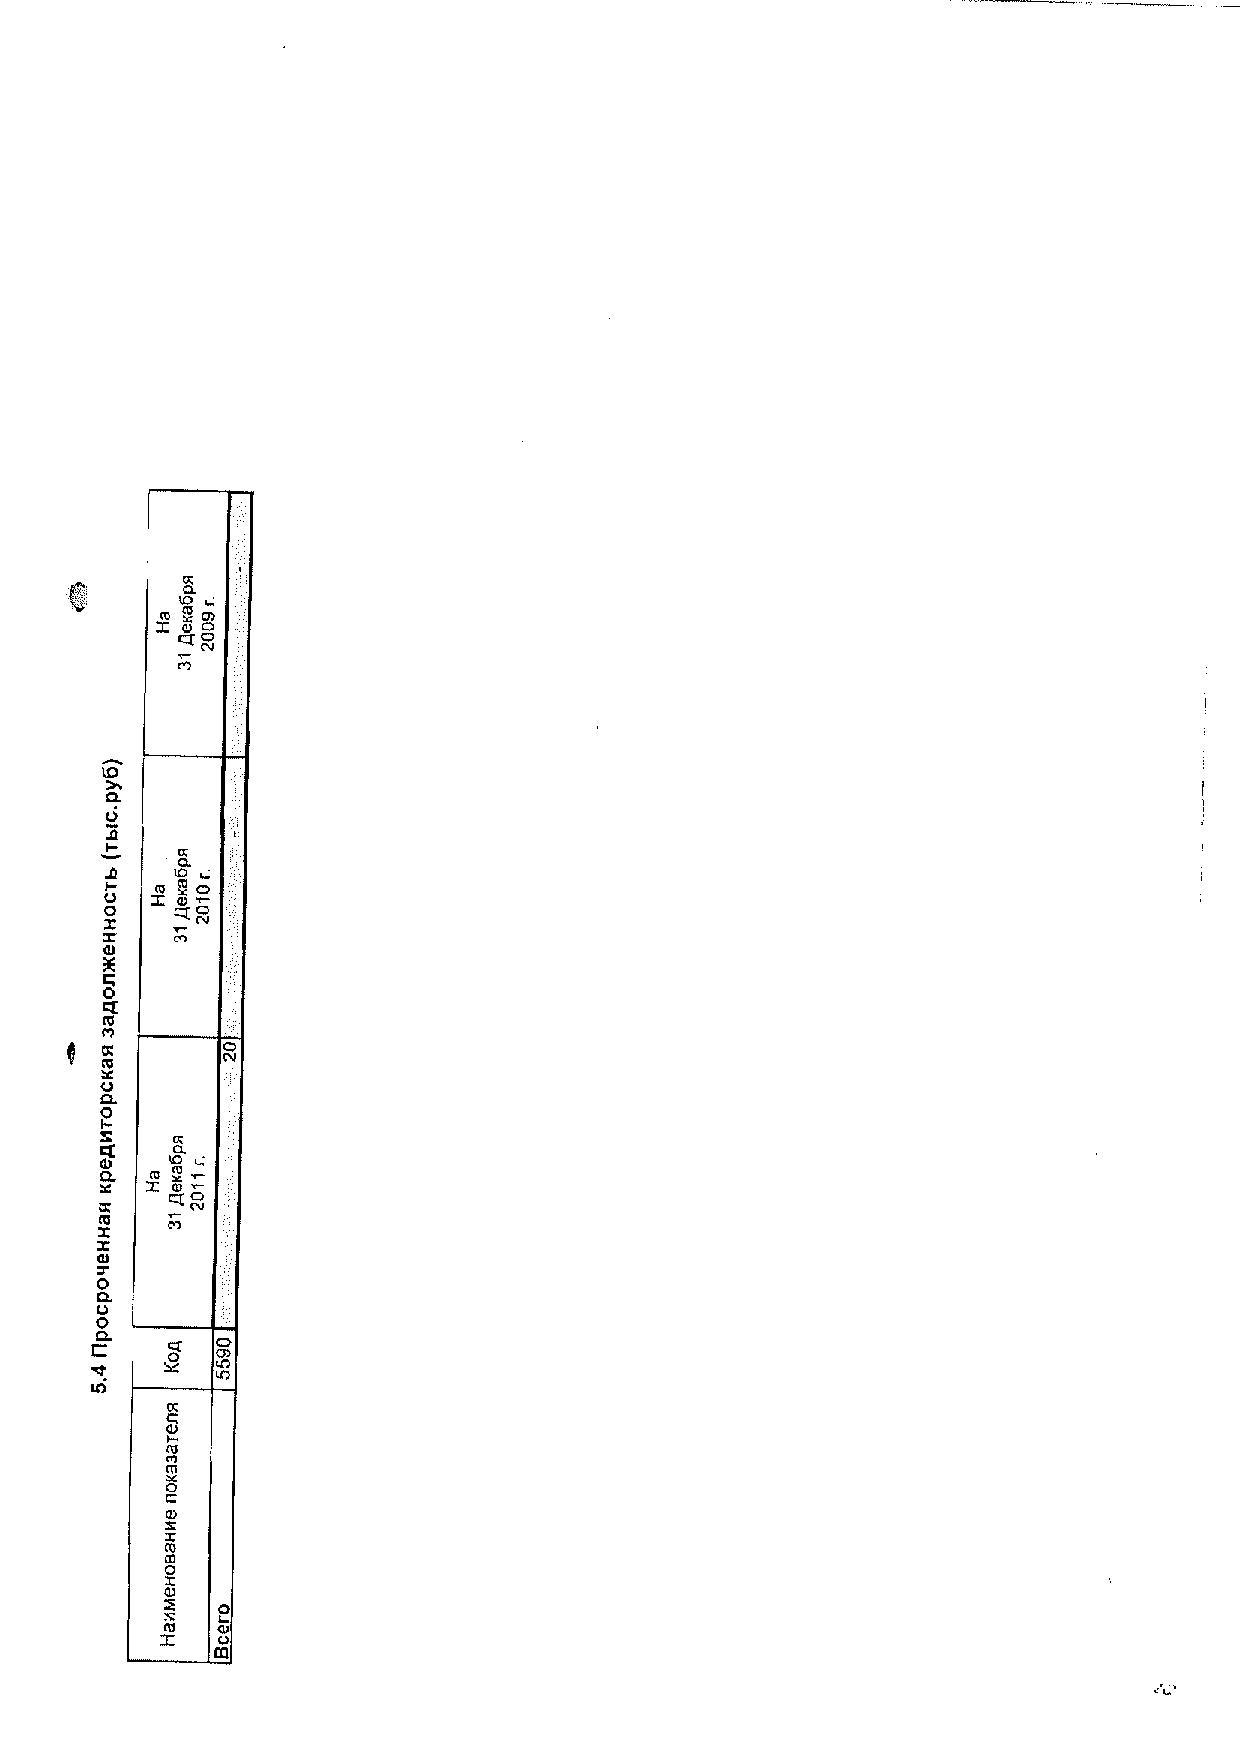 5.4 Просроченная кредиторская задолженность (тыс.руб)
Наименование показателя Код На 31 Декабря 2011 г. На 31 Декабря 2010 г. На 31 Декабря 2009 г.
Всего 5590 20 - -